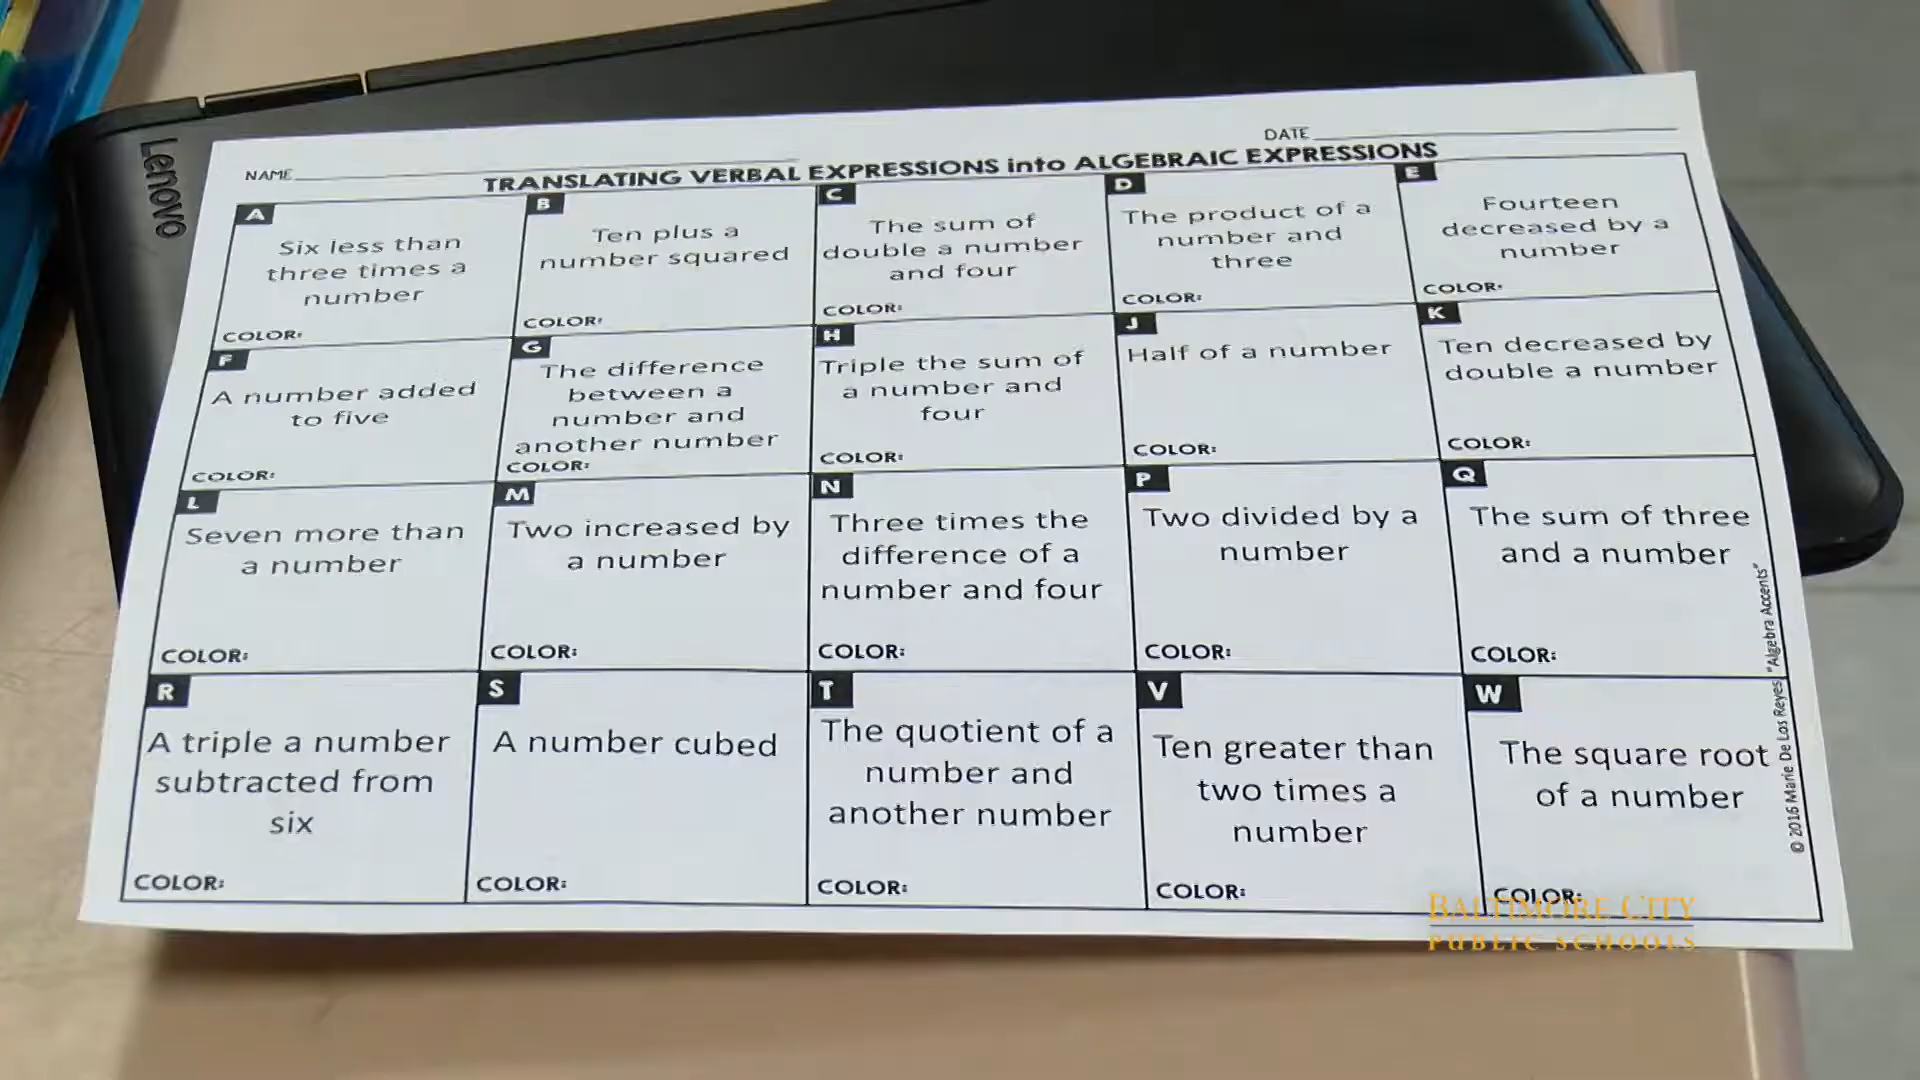 Lenovo
NAME
DATE
TRANSLATING VERBAL EXPRESSIONS into ALGEBRAIC EXPRESSIONS
A
Six less than
three times a
number
COLOR:
B
Ten plus a
number squared
COLOR:
C
The sum of
double a number
and four
COLOR:
D
The product of a
number and
three
COLOR:
E
Fourteen
decreased by a
number
COLOR:
F
A number added
to five
COLOR:
G
The difference
between a
number and
another number
COLOR:
H
Triple the sum of
a number and
four
COLOR:
J
Half of a number
COLOR:
K
Ten decreased by
double a number
COLOR:
L
Seven more than
a number
COLOR:
M
Two increased by
a number
COLOR:
N
Three times the
difference of a
number and four
COLOR:
P
Two divided by a
number
COLOR:
Q
The sum of three
and a number
COLOR:
R
A triple a number
subtracted from
six
COLOR:
S
A number cubed
COLOR:
T
The quotient of a
number and
another number
COLOR:
V
Ten greater than
two times a
number
COLOR:
W
The square root
of a number
COLOR:
© 2016 Marie De Los Reyes "Algebra Accents"
BALTIMORE CITY
PUBLIC SCHOOLS